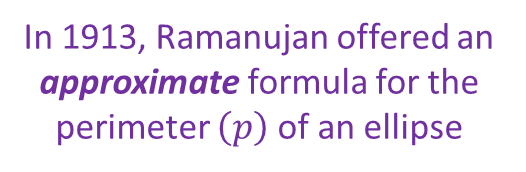 In 1913, Ramanujan offered an
approximate formula for the
perimeter (p) of an ellipse